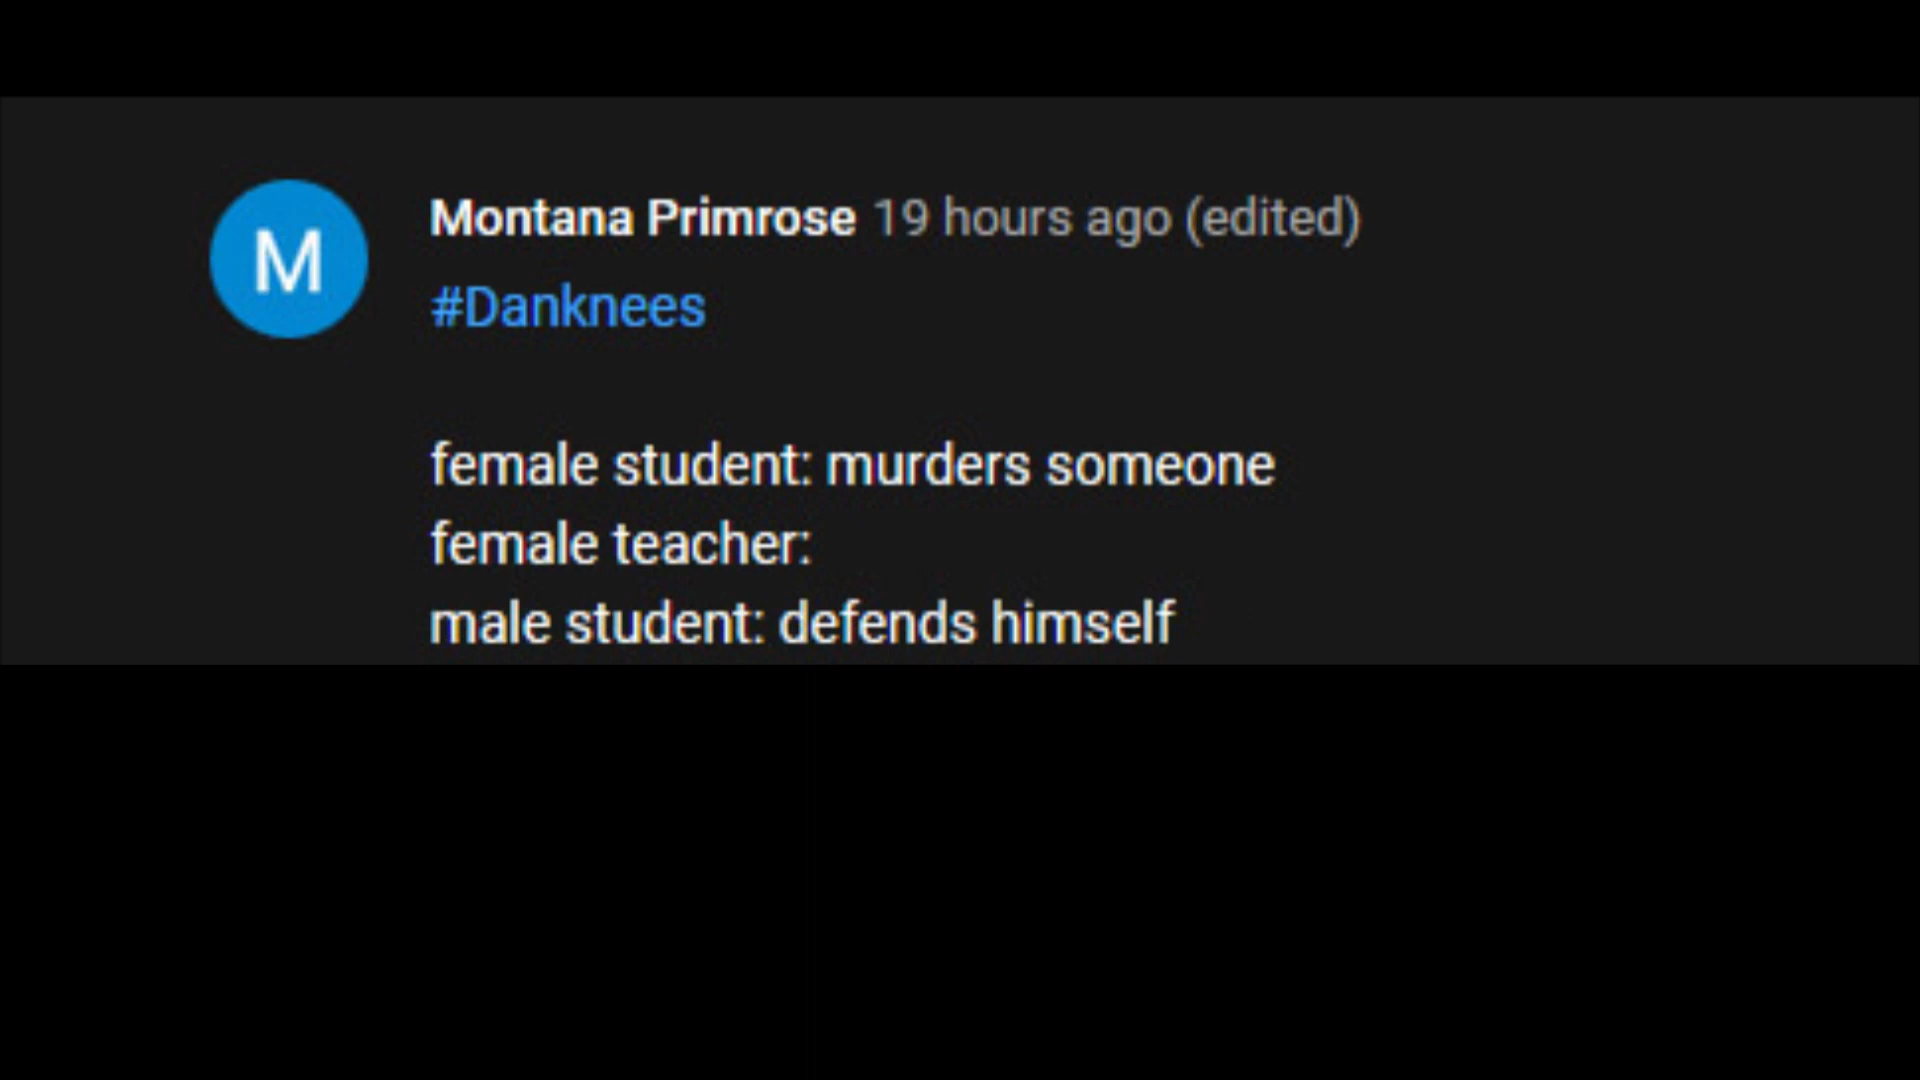 M
Montana Primrose 19 hours ago (edited)
#Danknees
female student: murders someone
female teacher:
male student: defends himself